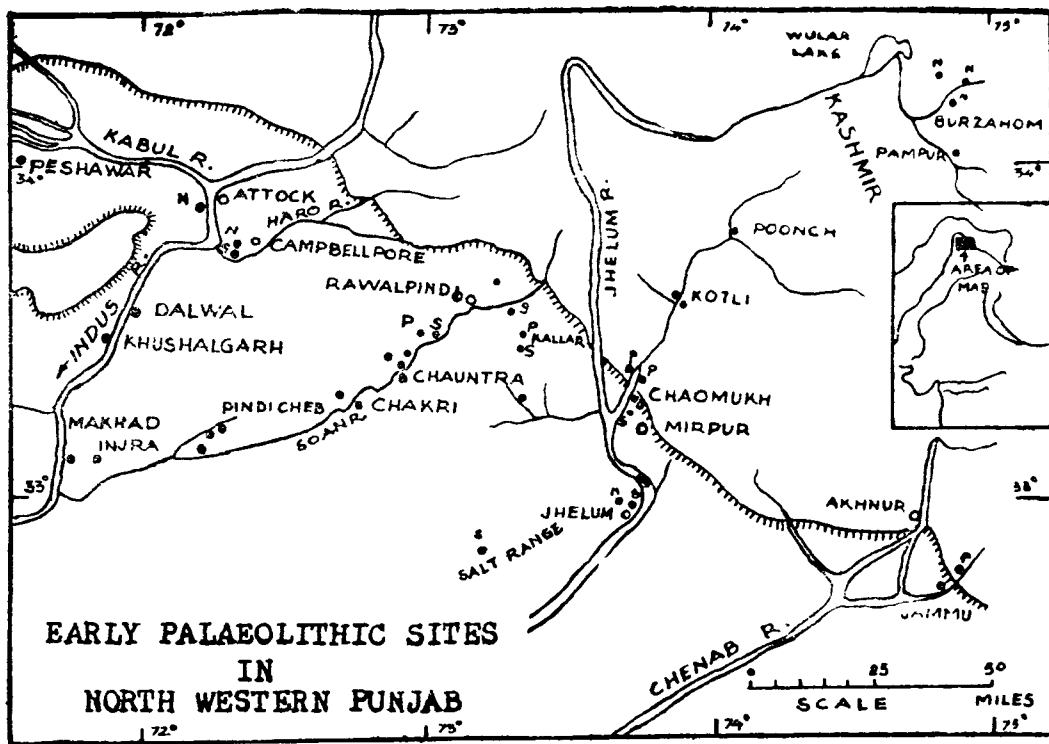 72° 73° 74° 75°
WULAR
LAKE
N N
N
BURZAHOM
KASHMIR
PAMPUR
KABUL R.
PESHAWAR
34° 34°
N ATTOCK
HARO R.
N
S CAMPBELLPORE
JHELUM R.
POONCH
AREA OF
MAP
RAWALPINDI
KOTLI
INDUS R.
DALWAL
KHUSHALGARH
P S S
P
KALLAR
S
CHAUNTRA
P P
CHAOMUKH
PINDI CHEB
CHAKRI
SOAN R.
S
MIRPUR
MAKHAD
INJRA
33° 33°
AKHNUR
N S
JHELUM
S
SALT RANGE
JAMMU
EARLY PALAEOLITHIC SITES
IN
NORTH WESTERN PUNJAB
CHENAB R.
25 50
SCALE MILES
72° 73° 74° 75°